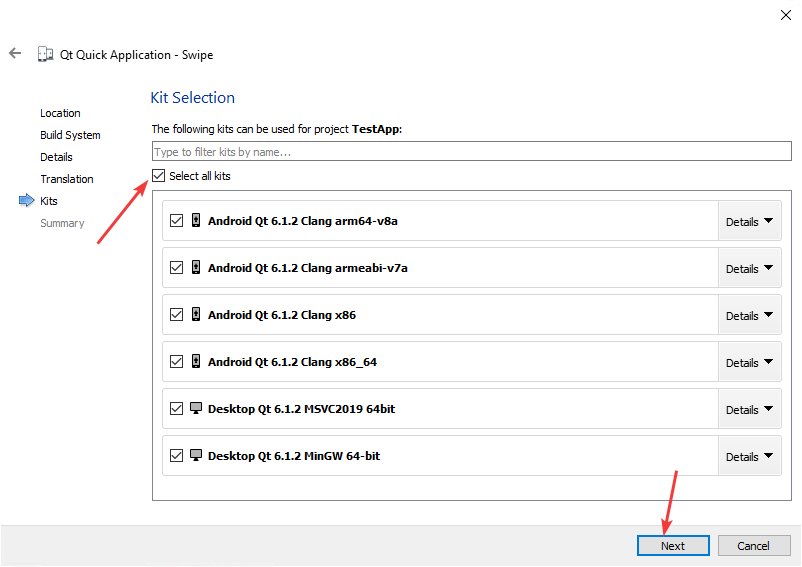 Qt Quick Application - Swipe
Location
Build System
Details
Translation
Kits
Summary
Kit Selection
The following kits can be used for project TestApp:
Type to filter kits by name...
Select all kits
Android Qt 6.1.2 Clang arm64-v8a Details
Android Qt 6.1.2 Clang armeabi-v7a Details
Android Qt 6.1.2 Clang x86 Details
Android Qt 6.1.2 Clang x86_64 Details
Desktop Qt 6.1.2 MSVC2019 64bit Details
Desktop Qt 6.1.2 MinGW 64-bit Details
Next Cancel